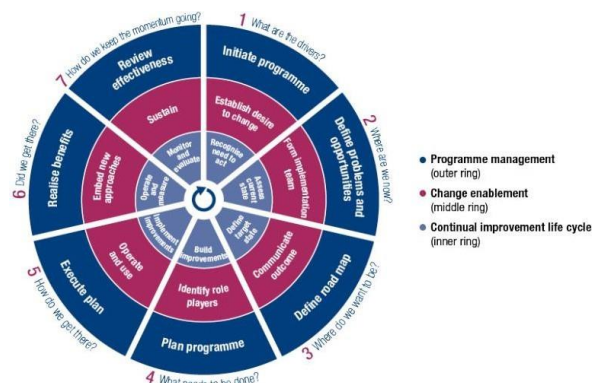 1 What are the drivers?
Initiate programme
Establish desire
to change
Recognise
need to
act
2 Where are we now?
Define problems and
opportunities
Form implementation
team
Assess
current
state
3 Where do we want to be?
Define road map
Communicate
outcome
Define
target
state
4 What needs to be done?
Plan programme
Identify role
players
Build
improvements
5 How do we get there?
Execute plan
Operate
and use
Implement
improvements
6 Did we get there?
Realise benefits
Embed new
approaches
Operate
and
measure
7 How do we keep the momentum going?
Review
effectiveness
Sustain
Monitor
and
evaluate
Programme management
(outer ring)
Change enablement
(middle ring)
Continual improvement life cycle
(inner ring)